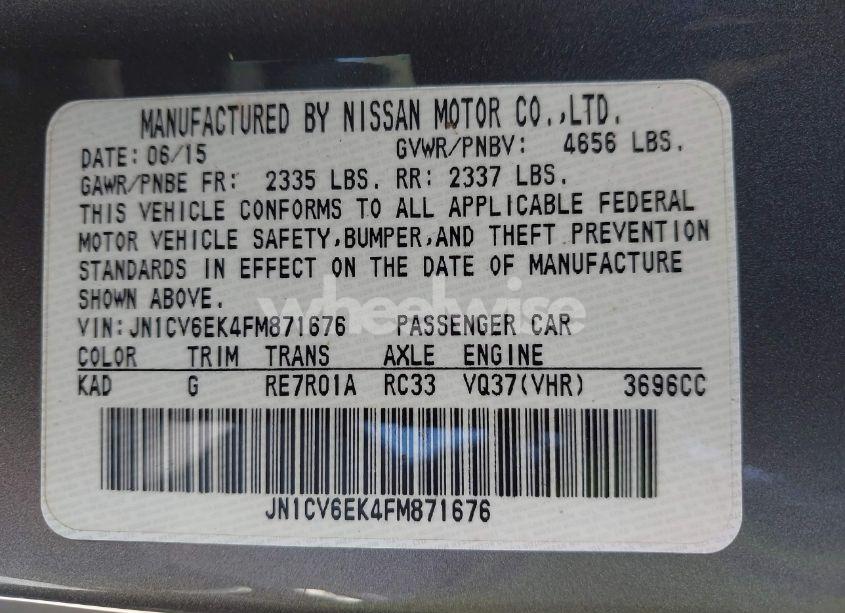 MANUFACTURED BY NISSAN MOTOR CO.,LTD.
DATE: 06/15 GVWR/PNBV: 4656 LBS.
GAWR/PNBE FR: 2335 LBS. RR: 2337 LBS.
THIS VEHICLE CONFORMS TO ALL APPLICABLE FEDERAL
MOTOR VEHICLE SAFETY,BUMPER,AND THEFT PREVENTION
STANDARDS IN EFFECT ON THE DATE OF MANUFACTURE
SHOWN ABOVE.
wheelwise
VIN: JN1CV6EK4FM871676 PASSENGER CAR
COLOR TRIM TRANS AXLE ENGINE
KAD G RE7R01A RC33 VQ37(VHR) 3696CC
JN1CV6EK4FM871676